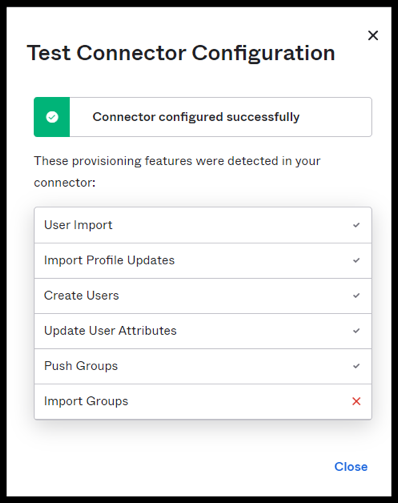 Test Connector Configuration
Connector configured successfully
These provisioning features were detected in your
connector:
User Import
Import Profile Updates
Create Users
Update User Attributes
Push Groups
Import Groups
Close